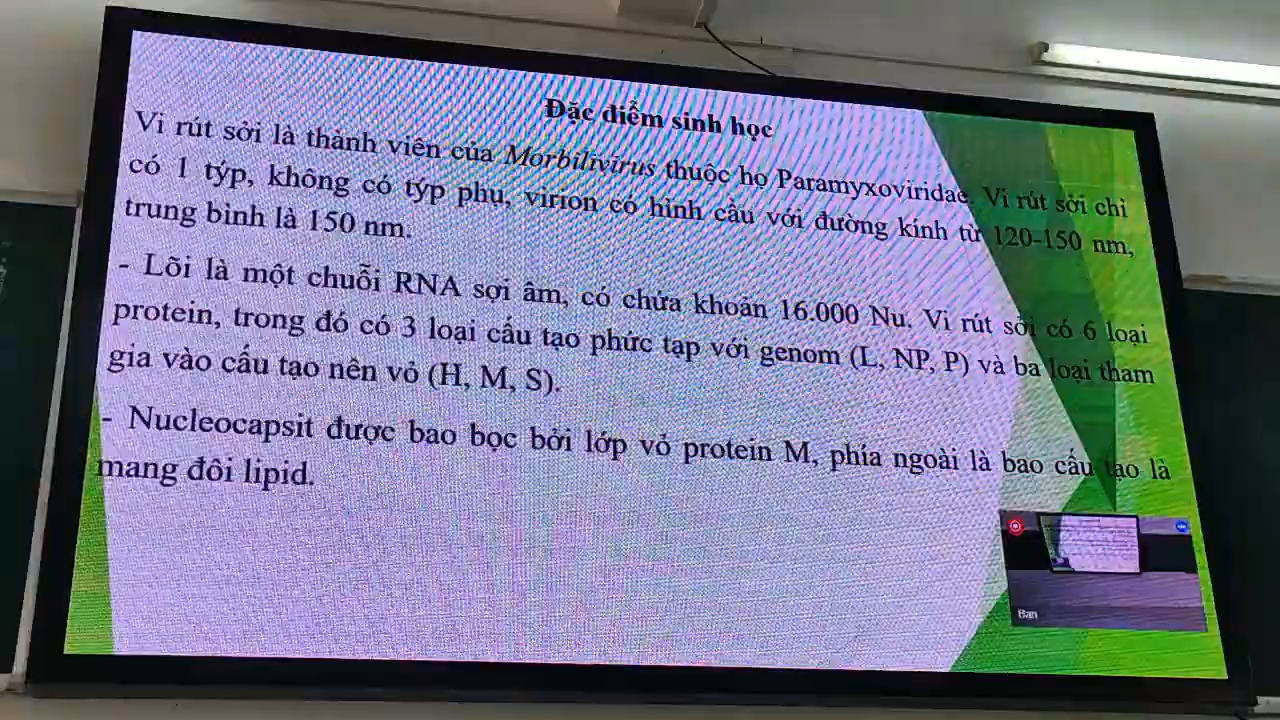 Đặc điểm sinh học
Vi rút sởi là thành viên của Morbilivirus thuộc họ Paramyxoviridae. Vi rút sởi chỉ
có 1 týp, không có týp phụ, virion có hình cầu với đường kính từ 120-150 nm,
trung bình là 150 nm.
- Lõi là một chuỗi RNA sợi âm, có chứa khoản 16.000 Nu. Vi rút sởi có 6 loại
protein, trong đó có 3 loại cấu tạo phức tạp với genom (L, NP, P) và ba loại tham
gia vào cấu tạo nên vỏ (H, M, S).
- Nucleocapsit được bao bọc bởi lớp vỏ protein M, phía ngoài là bao cấu tạo là
mang đôi lipid.
Ban